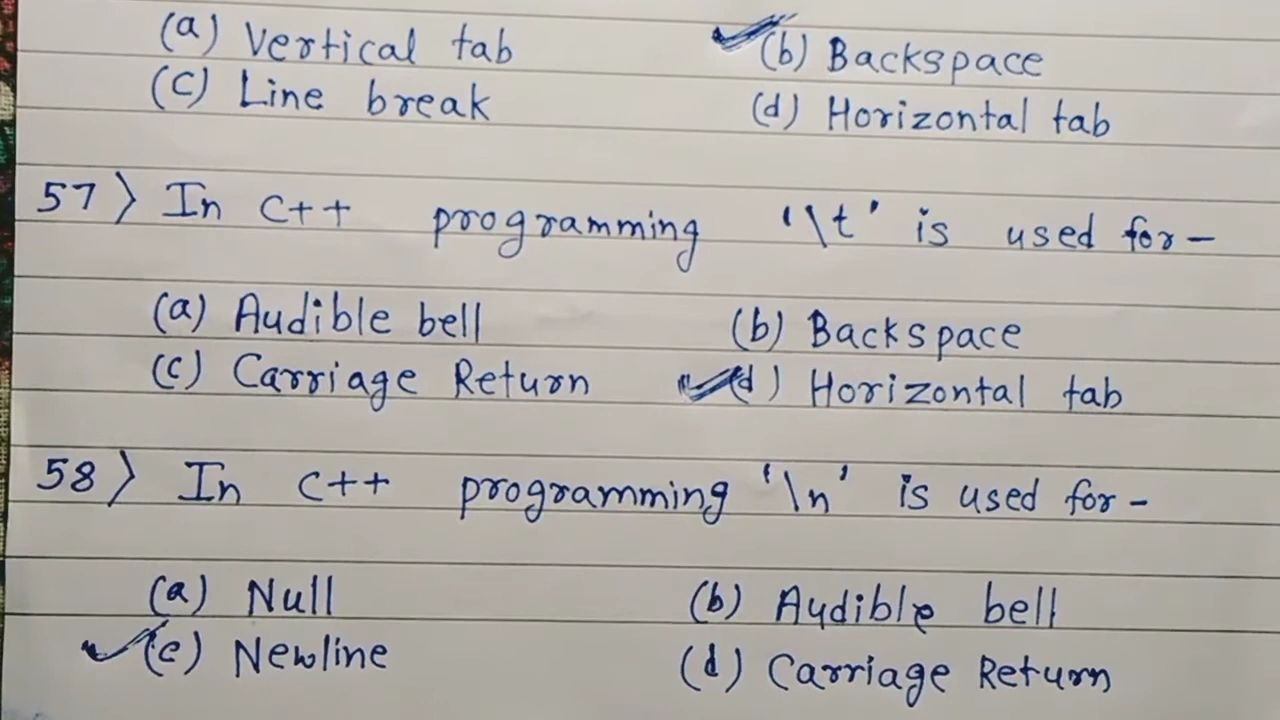 (a) Vertical tab (b) Backspace
(c) Line break (d) Horizontal tab
57) In C++ programming '\t' is used for-
(a) Audible bell (b) Backspace
(c) Carriage Return (d) Horizontal tab
58) In C++ programming '\n' is used for-
(a) Null (b) Audible bell
(c) Newline (d) Carriage Return